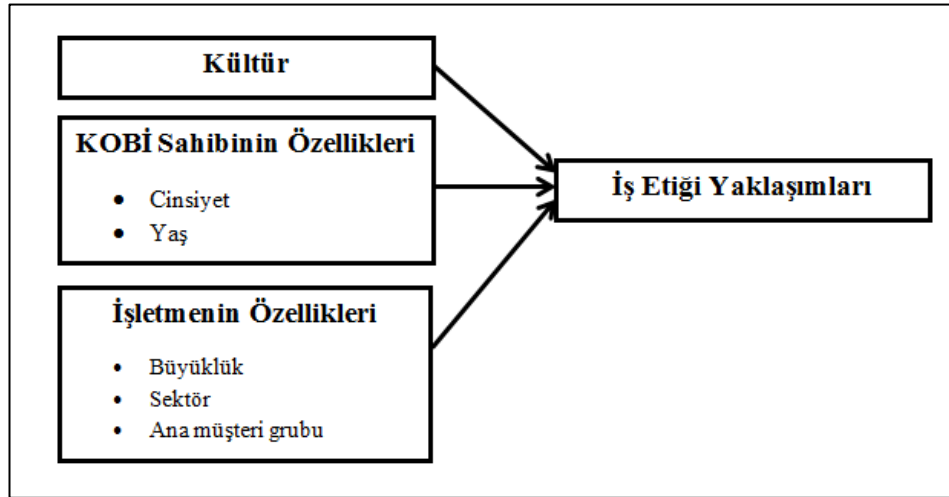 Kültür
KOBİ Sahibinin Özellikleri
• Cinsiyet
• Yaş
İş Etiği Yaklaşımları
İşletmenin Özellikleri
• Büyüklük
• Sektör
• Ana müşteri grubu